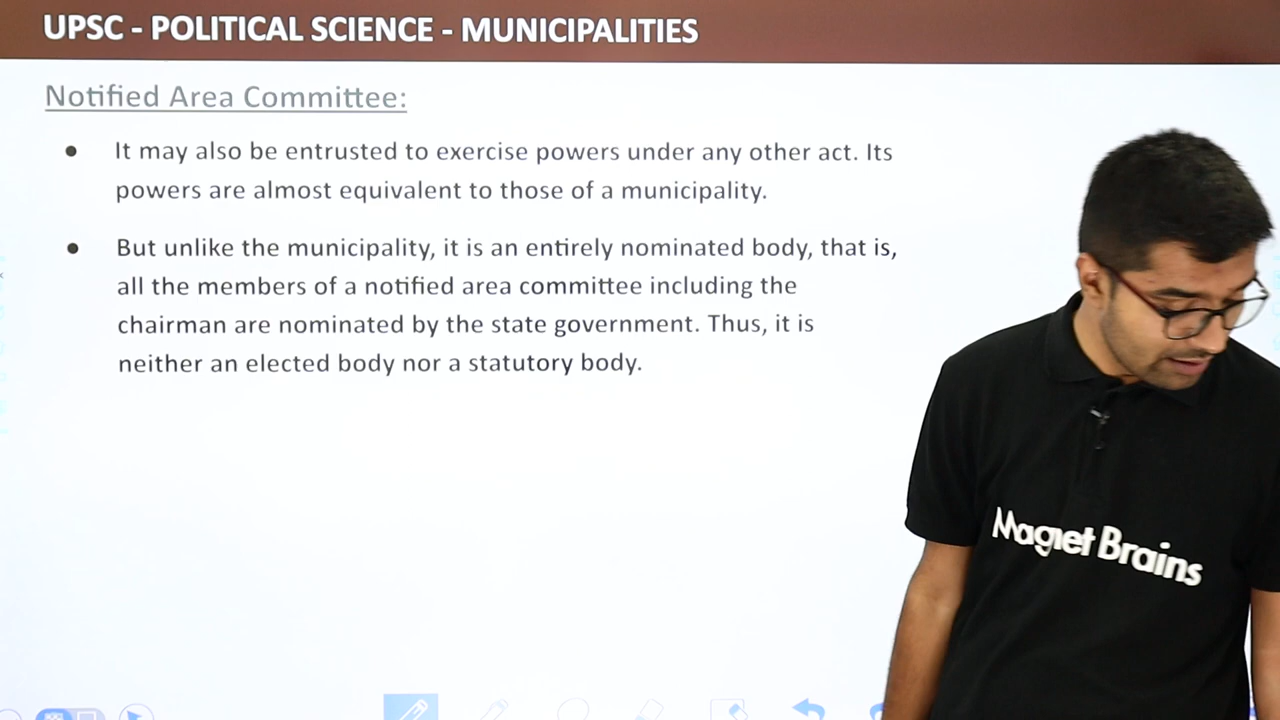 UPSC - POLITICAL SCIENCE - MUNICIPALITIES
Notified Area Committee:
● It may also be entrusted to exercise powers under any other act. Its
powers are almost equivalent to those of a municipality.
● But unlike the municipality, it is an entirely nominated body, that is,
all the members of a notified area committee including the
chairman are nominated by the state government. Thus, it is
neither an elected body nor a statutory body.
Magnet Brains